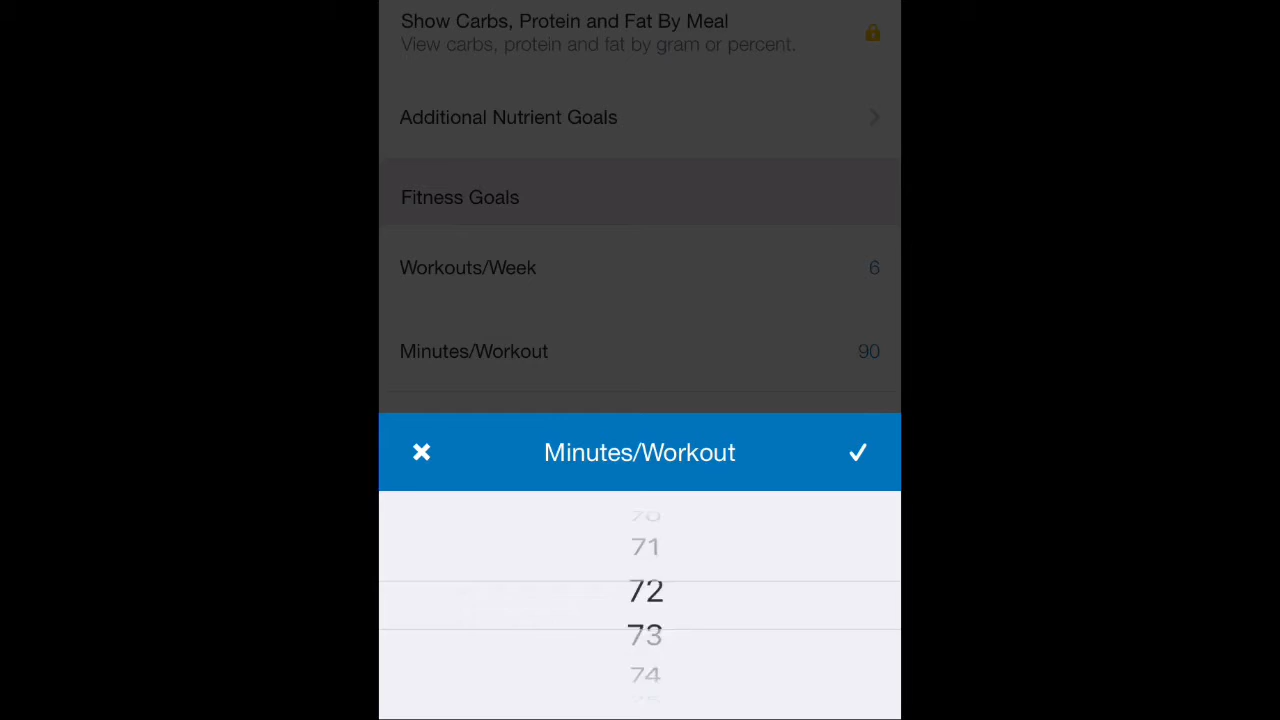 Show Carbs, Protein and Fat By Meal
View carbs, protein and fat by gram or percent.
Additional Nutrient Goals
Fitness Goals
Workouts/Week 6
Minutes/Workout 90
Minutes/Workout
70
71
72
73
74